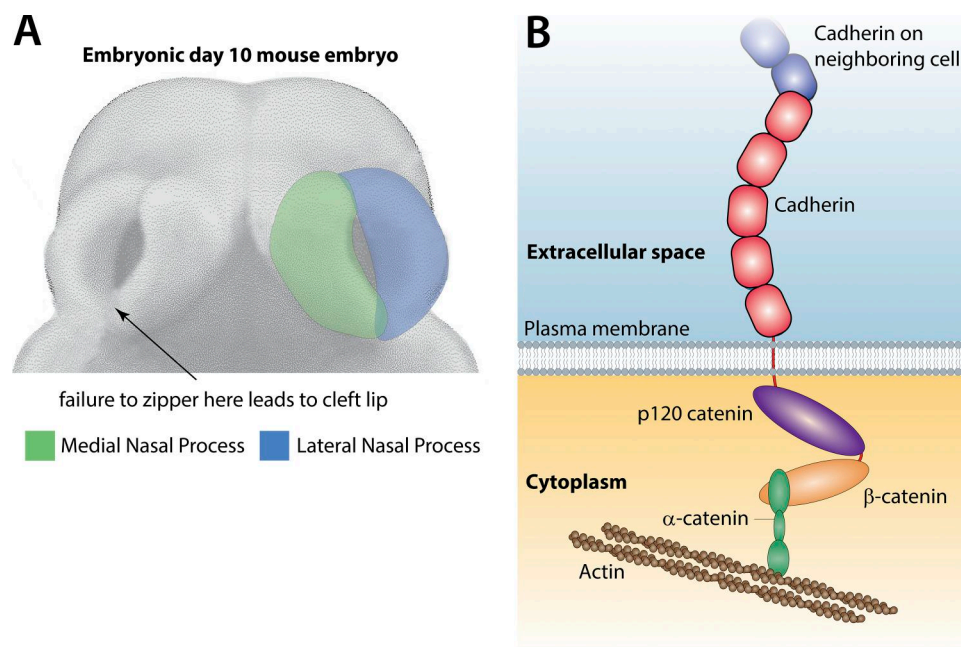 A
Embryonic day 10 mouse embryo
failure to zipper here leads to cleft lip
Medial Nasal Process
Lateral Nasal Process
B
Cadherin on
neighboring cell
Cadherin
Extracellular space
Plasma membrane
p120 catenin
Cytoplasm
β-catenin
α-catenin
Actin